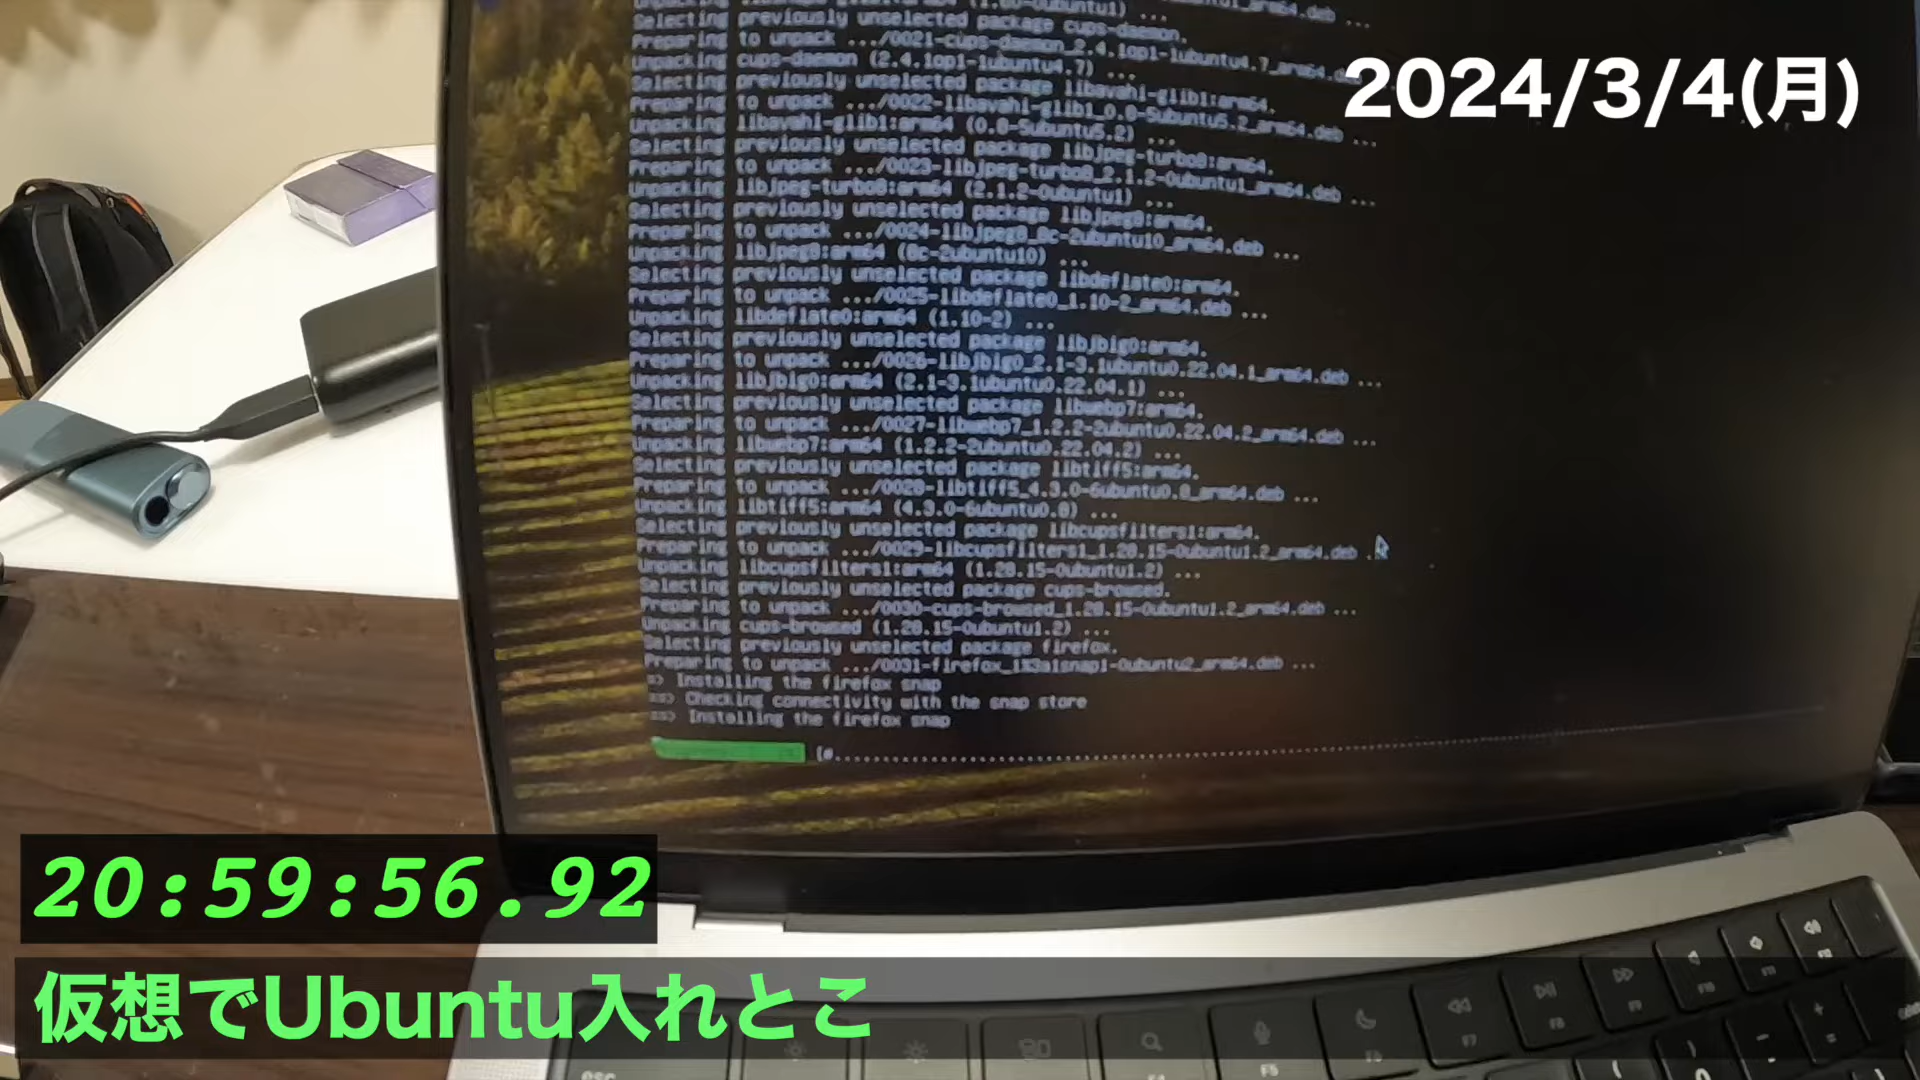 Selecting previously unselected package cups-daemon.
2024/3/4(月)
Preparing to unpack .../0021-cups-daemon_2.4.1op1-1ubuntu4.7_arm64.deb
Unpacking cups-daemon (2.4.1op1-1ubuntu4.7) ...
Selecting previously unselected package libavahi-glib1:arm64.
Preparing to unpack .../0022-libavahi-glib1_0.8-5ubuntu5.2_arm64.deb ...
Unpacking libavahi-glib1:arm64 (0.8-5ubuntu5.2) ...
Selecting previously unselected package libjpeg-turbo8:arm64.
Preparing to unpack .../0023-libjpeg-turbo8_2.1.2-0ubuntu1_arm64.deb ...
Unpacking libjpeg-turbo8:arm64 (2.1.2-0ubuntu1) ...
Selecting previously unselected package libjpeg8:arm64.
Preparing to unpack .../0024-libjpeg8_8c-2ubuntu10_arm64.deb ...
Unpacking libjpeg8:arm64 (8c-2ubuntu10) ...
Selecting previously unselected package libdeflate0:arm64.
Preparing to unpack .../0025-libdeflate0_1.10-2_arm64.deb ...
Unpacking libdeflate0:arm64 (1.10-2) ...
Selecting previously unselected package libjbig0:arm64.
Preparing to unpack .../0026-libjbig0_2.1-3.1ubuntu0.22.04.1_arm64.deb ...
Unpacking libjbig0:arm64 (2.1-3.1ubuntu0.22.04.1) ...
Selecting previously unselected package libwebp7:arm64.
Preparing to unpack .../0027-libwebp7_1.2.2-2ubuntu0.22.04.2_arm64.deb ...
Unpacking libwebp7:arm64 (1.2.2-2ubuntu0.22.04.2) ...
Selecting previously unselected package libtiff5:arm64.
Preparing to unpack .../0028-libtiff5_4.3.0-6ubuntu0.8_arm64.deb ...
Unpacking libtiff5:arm64 (4.3.0-6ubuntu0.8) ...
Selecting previously unselected package libcupsfilters1:arm64.
Preparing to unpack .../0029-libcupsfilters1_1.28.15-0ubuntu1.2_arm64.deb ...
Unpacking libcupsfilters1:arm64 (1.28.15-0ubuntu1.2) ...
Selecting previously unselected package cups-browsed.
Preparing to unpack .../0030-cups-browsed_1.28.15-0ubuntu1.2_arm64.deb ...
Unpacking cups-browsed (1.28.15-0ubuntu1.2) ...
Selecting previously unselected package firefox.
Preparing to unpack .../0031-firefox_1%3a1snap1-0ubuntu2_arm64.deb ...
=> Installing the firefox snap
==> Checking connectivity with the snap store
==> Installing the firefox snap
20:59:56.92
仮想でUbuntu入れとこ
esc
F5
F7
F8
F9
F10